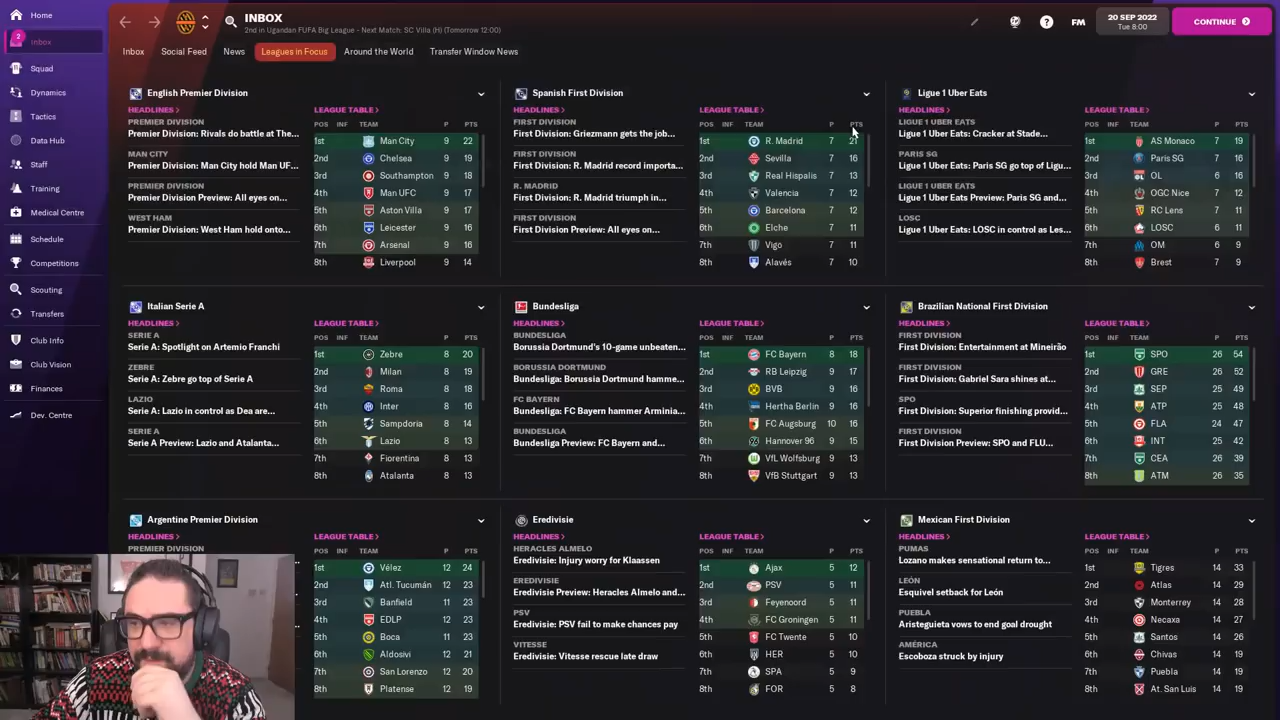 Home
2
Inbox
Squad
Dynamics
Tactics
Data Hub
Staff
Training
Medical Centre
Schedule
Competitions
Scouting
Transfers
Club Info
Club Vision
Finances
Dev. Centre
INBOX
2nd in Ugandan FUFA Big League - Next Match: SC Villa (H) (Tomorrow 12:00)
FM
20 SEP 2022
Tue 8:00
CONTINUE
Inbox Social Feed News Leagues in Focus Around the World Transfer Window News
English Premier Division
HEADLINES >
PREMIER DIVISION
Premier Division: Rivals do battle at The...
MAN CITY
Premier Division: Man City hold Man UF...
PREMIER DIVISION
Premier Division Preview: All eyes on...
WEST HAM
Premier Division: West Ham hold onto...
LEAGUE TABLE >
POS INF TEAM P PTS
1st Man City 9 22
2nd Chelsea 9 19
3rd Southampton 9 18
4th Man UFC 9 17
5th Aston Villa 9 17
6th Leicester 9 16
7th Arsenal 9 16
8th Liverpool 9 14
Spanish First Division
HEADLINES >
FIRST DIVISION
First Division: Griezmann gets the job...
FIRST DIVISION
First Division: R. Madrid record importa...
R. MADRID
First Division: R. Madrid triumph in...
FIRST DIVISION
First Division Preview: All eyes on...
LEAGUE TABLE >
POS INF TEAM P PTS
1st R. Madrid 7 21
2nd Sevilla 7 16
3rd Real Hispalis 7 13
4th Valencia 7 12
5th Barcelona 7 12
6th Elche 7 11
7th Vigo 7 11
8th Alavés 7 10
Ligue 1 Uber Eats
HEADLINES >
LIGUE 1 UBER EATS
Ligue 1 Uber Eats: Cracker at Stade...
PARIS SG
Ligue 1 Uber Eats: Paris SG go top of Ligu...
LIGUE 1 UBER EATS
Ligue 1 Uber Eats Preview: Paris SG and...
LOSC
Ligue 1 Uber Eats: LOSC in control as Les...
LEAGUE TABLE >
POS INF TEAM P PTS
1st AS Monaco 7 19
2nd Paris SG 7 16
3rd OL 6 16
4th OGC Nice 7 12
5th RC Lens 7 11
6th LOSC 6 11
7th OM 6 9
8th Brest 7 9
Italian Serie A
HEADLINES >
SERIE A
Serie A: Spotlight on Artemio Franchi
ZEBRE
Serie A: Zebre go top of Serie A
LAZIO
Serie A: Lazio in control as Dea are...
SERIE A
Serie A Preview: Lazio and Atalanta...
LEAGUE TABLE >
POS INF TEAM P PTS
1st Zebre 8 20
2nd Milan 8 19
3rd Roma 8 18
4th Inter 8 16
5th Sampdoria 8 14
6th Lazio 8 13
7th Fiorentina 8 13
8th Atalanta 8 13
Bundesliga
HEADLINES >
BUNDESLIGA
Borussia Dortmund's 10-game unbeaten...
BORUSSIA DORTMUND
Bundesliga: Borussia Dortmund hamme...
FC BAYERN
Bundesliga: FC Bayern hammer Arminia...
BUNDESLIGA
Bundesliga Preview: FC Bayern and...
LEAGUE TABLE >
POS INF TEAM P PTS
1st FC Bayern 8 18
2nd RB Leipzig 9 17
3rd BVB 9 16
4th Hertha Berlin 9 16
5th FC Augsburg 10 16
6th Hannover 96 9 15
7th VfL Wolfsburg 9 13
8th VfB Stuttgart 9 13
Brazilian National First Division
HEADLINES >
FIRST DIVISION
First Division: Entertainment at Mineirão
FIRST DIVISION
First Division: Gabriel Sara shines at...
SPO
First Division: Superior finishing provid...
FIRST DIVISION
First Division Preview: SPO and FLU...
LEAGUE TABLE >
POS INF TEAM P PTS
1st SPO 26 54
2nd GRE 26 52
3rd SEP 25 49
4th ATP 25 48
5th FLA 24 47
6th INT 25 42
7th CEA 26 39
8th ATM 26 35
Argentine Premier Division
HEADLINES >
PREMIER DIVISION
LEAGUE TABLE >
POS INF TEAM P PTS
1st Vélez 12 24
2nd Atl. Tucumán 12 23
3rd Banfield 11 23
4th EDLP 12 23
5th Boca 11 23
6th Aldosivi 12 21
7th San Lorenzo 12 20
8th Platense 12 19
Eredivisie
HEADLINES >
HERACLES ALMELO
Eredivisie: Injury worry for Klaassen
EREDIVISIE
Eredivisie Preview: Heracles Almelo and...
PSV
Eredivisie: PSV fail to make chances pay
VITESSE
Eredivisie: Vitesse rescue late draw
LEAGUE TABLE >
POS INF TEAM P PTS
1st Ajax 5 12
2nd PSV 5 11
3rd Feyenoord 5 11
4th FC Groningen 5 11
5th FC Twente 5 10
6th HER 5 10
7th SPA 5 9
8th FOR 5 8
Mexican First Division
HEADLINES >
PUMAS
Lozano makes sensational return to...
LEÓN
Esquivel setback for León
PUEBLA
Aristeguieta vows to end goal drought
AMÉRICA
Escoboza struck by injury
LEAGUE TABLE >
POS INF TEAM P PTS
1st Tigres 14 33
2nd Atlas 14 29
3rd Monterrey 14 28
4th Necaxa 14 27
5th Santos 14 26
6th Chivas 14 19
7th Puebla 14 19
8th At. San Luis 14 19